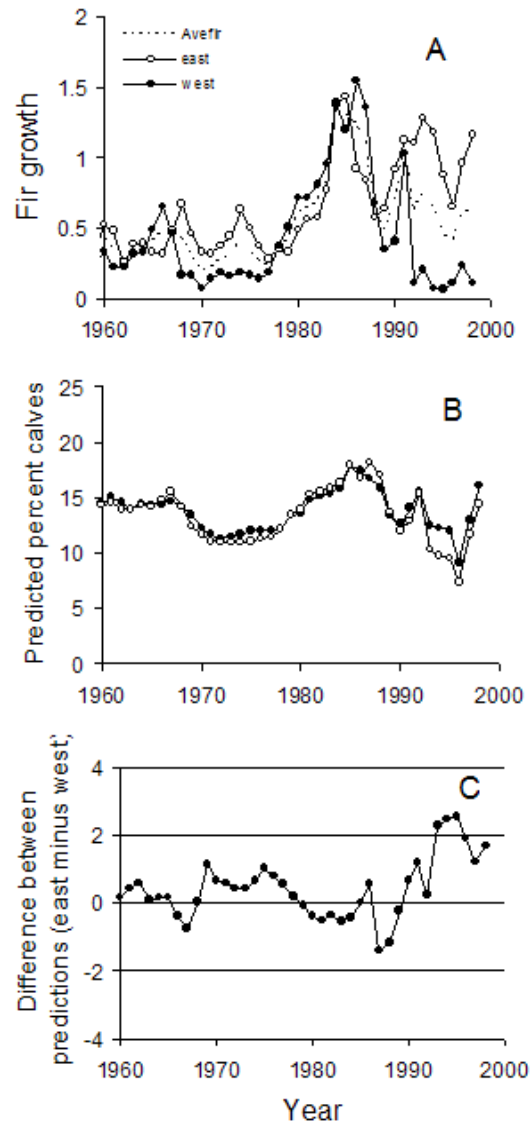 Avefir
east
west
A
Fir growth
2
1.5
1
0.5
0
1960 1970 1980 1990 2000
B
Predicted percent calves
25
20
15
10
5
0
1960 1970 1980 1990 2000
C
Difference between
predictions (east minus west',
4
2
0
-2
-4
1960 1970 1980 1990 2000
Year